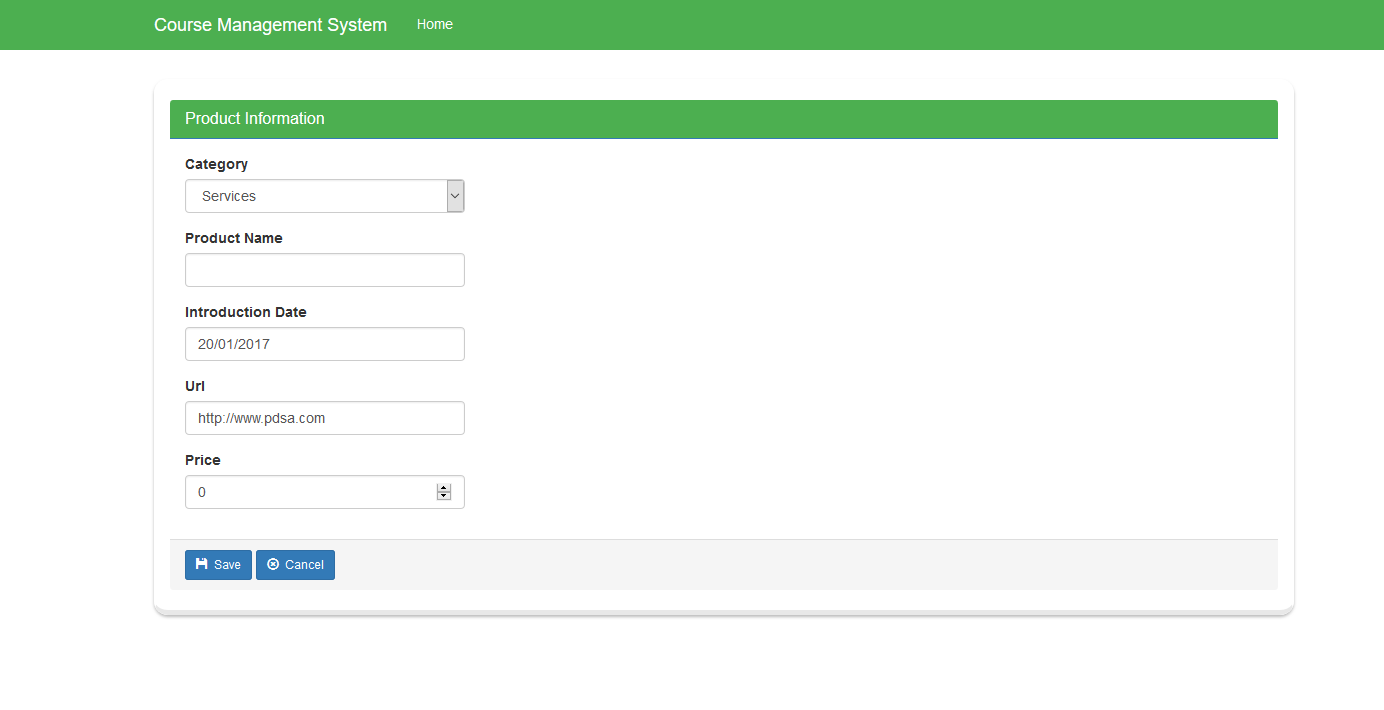 Course Management System Home
Product Information
Category
Services
Product Name
Introduction Date
20/01/2017
Url
http://www.pdsa.com
Price
0
Save Cancel